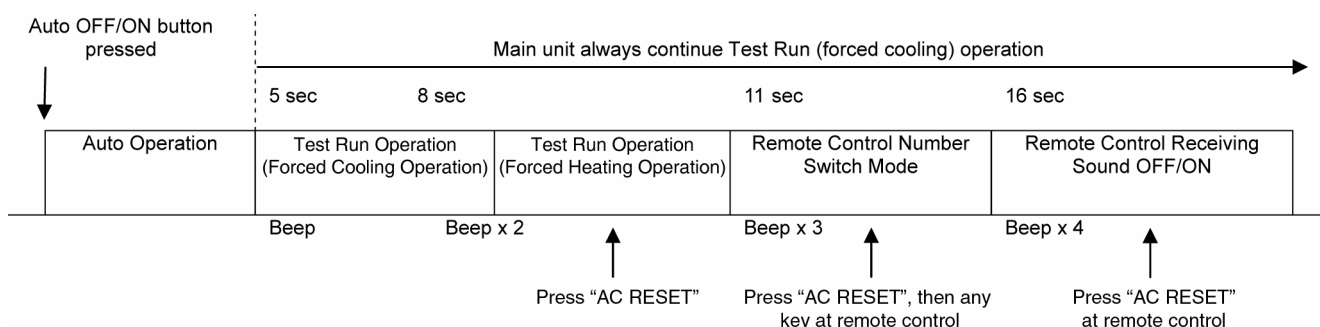 Auto OFF/ON button
pressed
Main unit always continue Test Run (forced cooling) operation
5 sec
8 sec
11 sec
16 sec
Auto Operation
Test Run Operation
(Forced Cooling Operation)
Test Run Operation
(Forced Heating Operation)
Remote Control Number
Switch Mode
Remote Control Receiving
Sound OFF/ON
Beep
Beep x 2
Beep x 3
Beep x 4
Press “AC RESET”
Press “AC RESET”, then any
key at remote control
Press “AC RESET”
at remote control